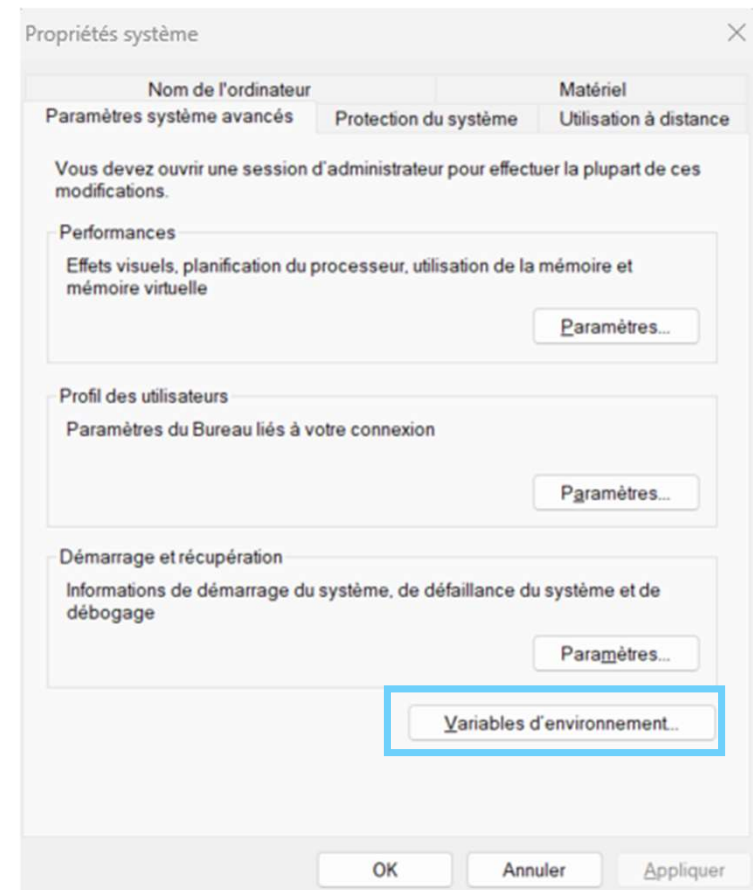 Propriétés système
Nom de l'ordinateur
Matériel
Paramètres système avancés
Protection du système
Utilisation à distance
Vous devez ouvrir une session d'administrateur pour effectuer la plupart de ces
modifications.
Performances
Effets visuels, planification du processeur, utilisation de la mémoire et
mémoire virtuelle
Paramètres...
Profil des utilisateurs
Paramètres du Bureau liés à votre connexion
Paramètres...
Démarrage et récupération
Informations de démarrage du système, de défaillance du système et de
débogage
Paramètres...
Variables d'environnement...
OK
Annuler
Appliquer